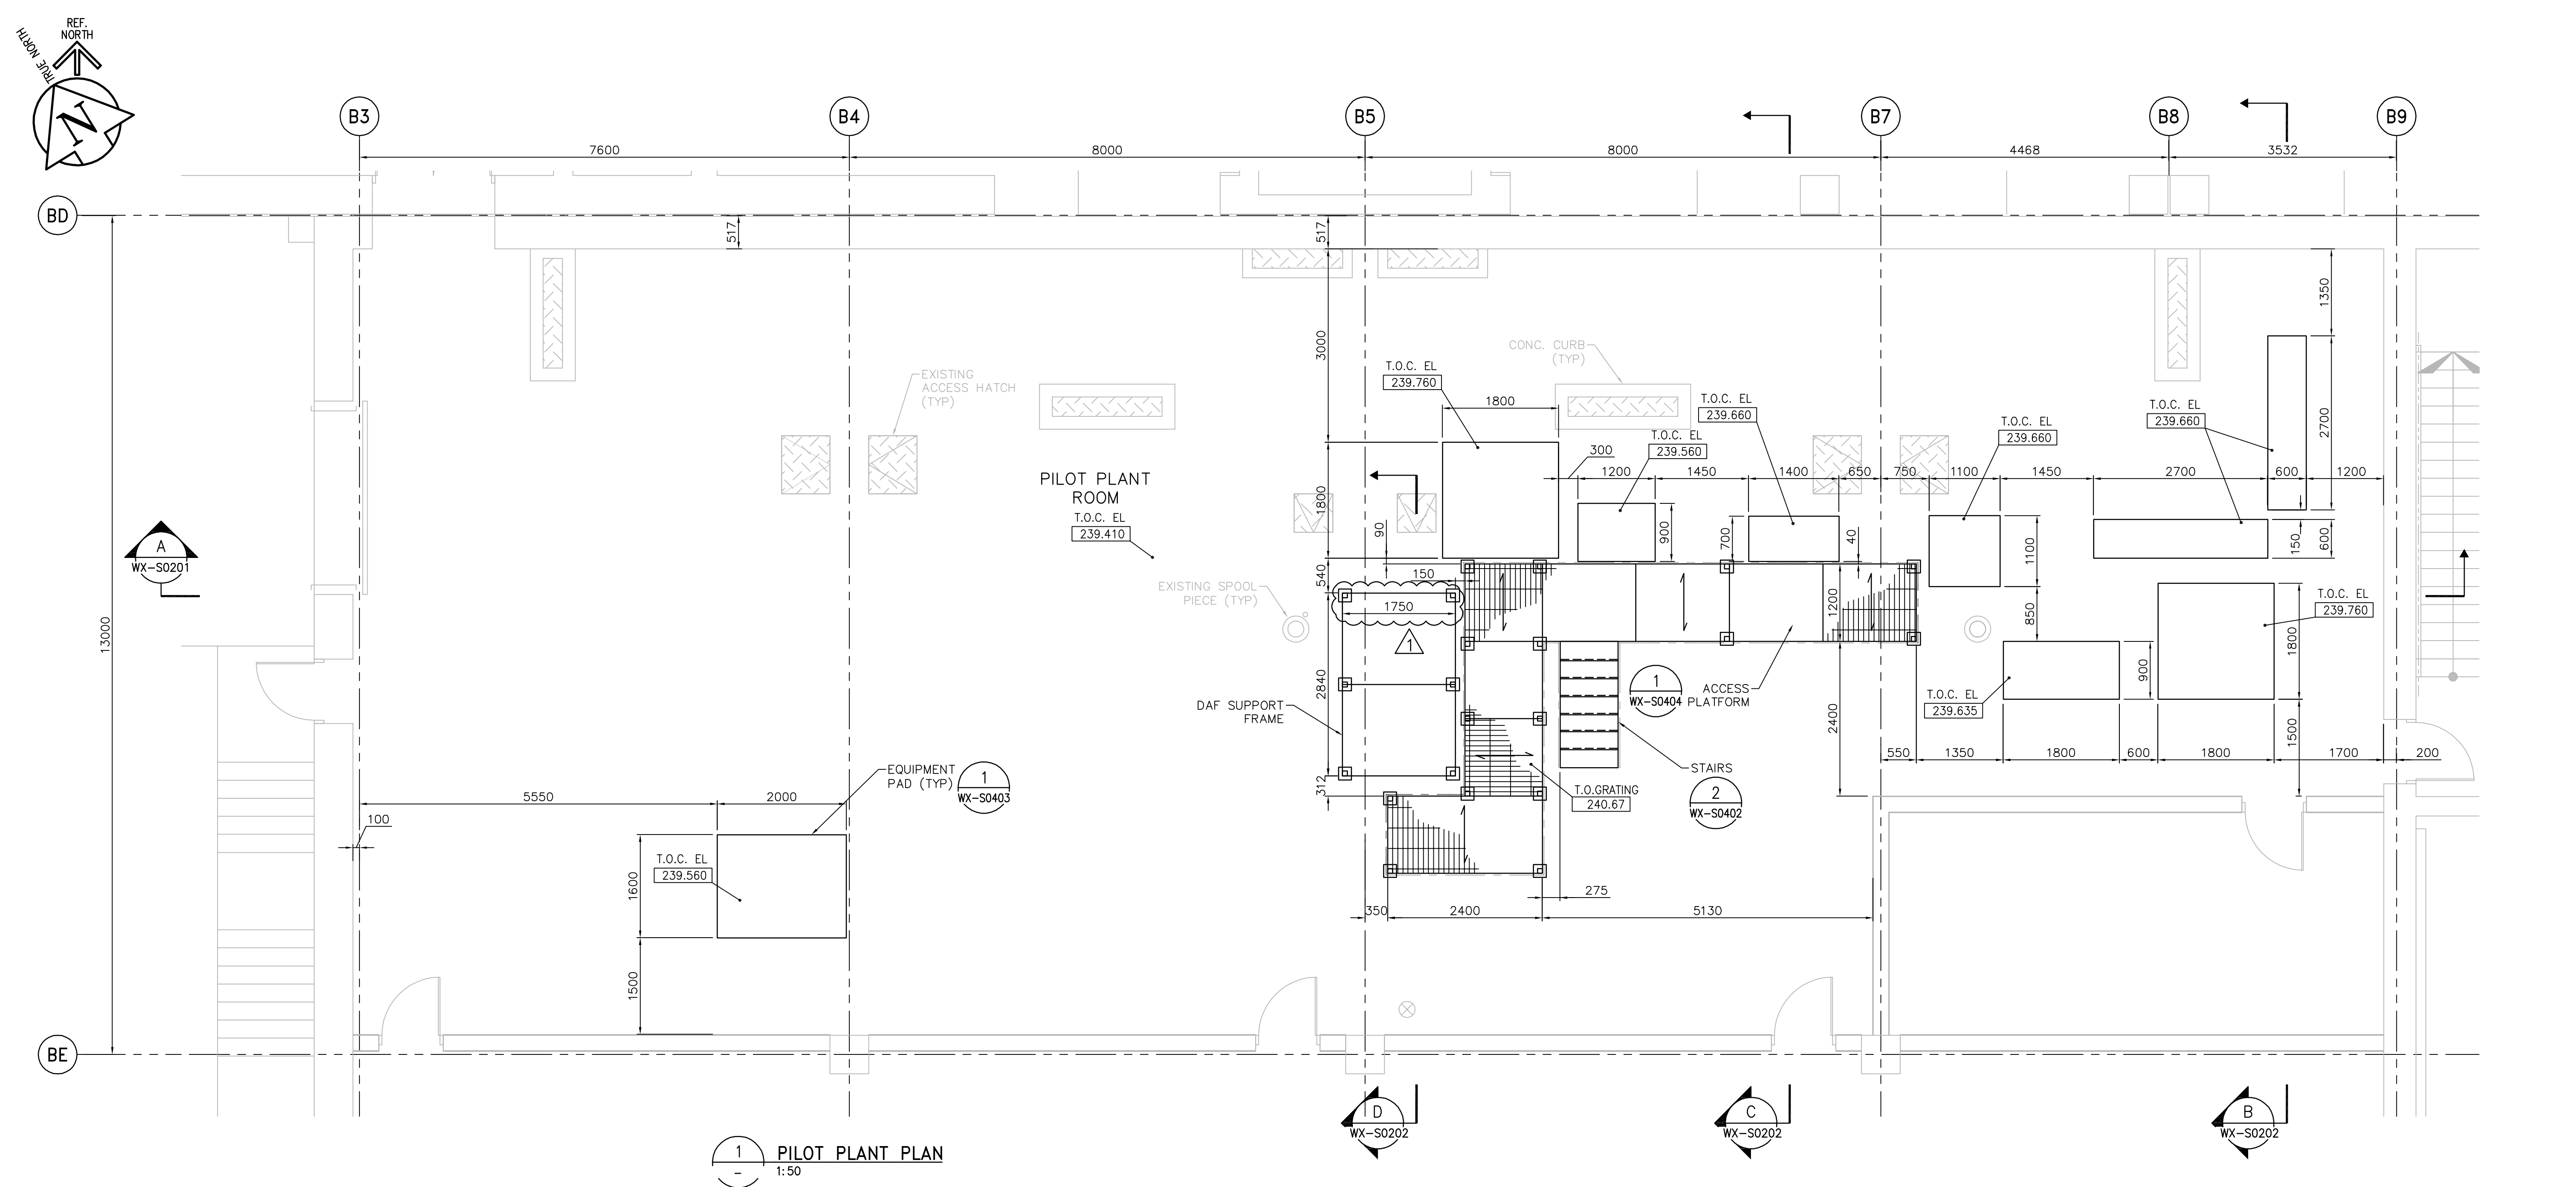 REF.
NORTH
TRUE NORTH
N
B3
B4
B5
B7
B8
B9
7600
8000
8000
4468
3532
BD
517
517
1350
3000
CONC. CURB
(TYP)
T.O.C. EL
239.760
EXISTING
ACCESS HATCH
(TYP)
1800
T.O.C. EL
239.660
T.O.C. EL
239.660
2700
T.O.C. EL
239.660
T.O.C. EL
239.560
300
1200
1450
1400
650
750
1100
1450
2700
600
1200
PILOT PLANT
ROOM
T.O.C. EL
239.410
1800
90
900
700
40
1100
150
600
A
WX-S0201
540
150
EXISTING SPOOL
PIECE (TYP)
1750
1
1200
850
T.O.C. EL
239.760
1800
13000
2840
DAF SUPPORT
FRAME
1
WX-S0404
ACCESS
PLATFORM
900
T.O.C. EL
239.635
2400
1500
550
1350
1800
600
1800
1700
200
EQUIPMENT
PAD (TYP)
1
WX-S0403
STAIRS
2
WX-S0402
312
T.O.GRATING
240.67
5550
2000
100
T.O.C. EL
239.560
1600
275
350
2400
5130
1500
BE
D
WX-S0202
C
WX-S0202
B
WX-S0202
1
-
PILOT PLANT PLAN
1:50